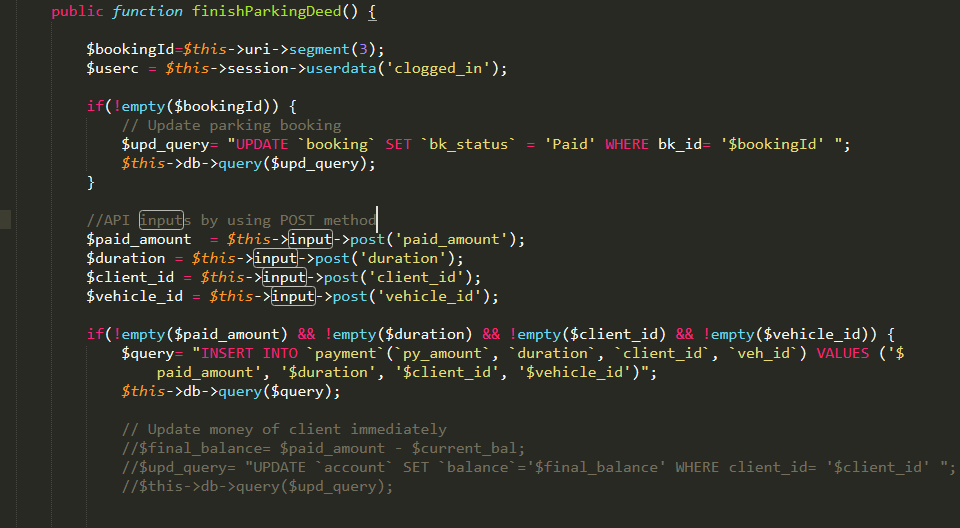 public function finishParkingDeed() {
$bookingId=$this->uri->segment(3);
$userc = $this->session->userdata('clogged_in');
if(!empty($bookingId)) {
// Update parking booking
$upd_query= "UPDATE `booking` SET `bk_status` = 'Paid' WHERE bk_id= '$bookingId' ";
$this->db->query($upd_query);
}
//API inputs by using POST method
$paid_amount  = $this->input->post('paid_amount');
$duration = $this->input->post('duration');
$client_id = $this->input->post('client_id');
$vehicle_id = $this->input->post('vehicle_id');
if(!empty($paid_amount) && !empty($duration) && !empty($client_id) && !empty($vehicle_id)) {
$query= "INSERT INTO `payment`(`py_amount`, `duration`, `client_id`, `veh_id`) VALUES ('$
paid_amount', '$duration', '$client_id', '$vehicle_id')";
$this->db->query($query);
// Update money of client immediately
//$final_balance= $paid_amount - $current_bal;
//$upd_query= "UPDATE `account` SET `balance`='$final_balance' WHERE client_id= '$client_id' ";
//$this->db->query($upd_query);